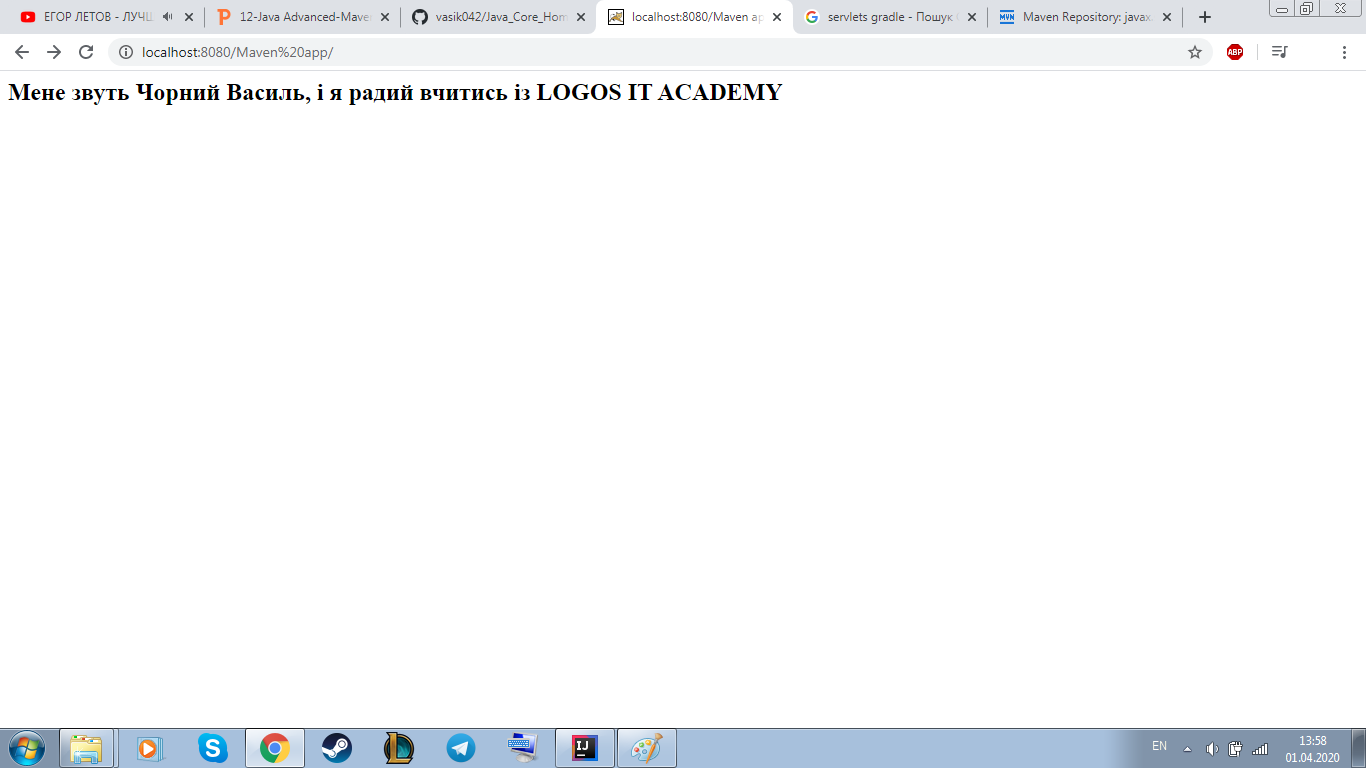 ЕГОР ЛЕТОВ - ЛУЧШ
12-Java Advanced-Mave
vasik042/Java_Core_Hom
localhost:8080/Maven ap
servlets gradle - Пошук
Maven Repository: javax
localhost:8080/Maven%20app/
ABP
Мене звуть Чорний Василь, і я радий вчитись із LOGOS IT ACADEMY
EN
13:58
01.04.2020